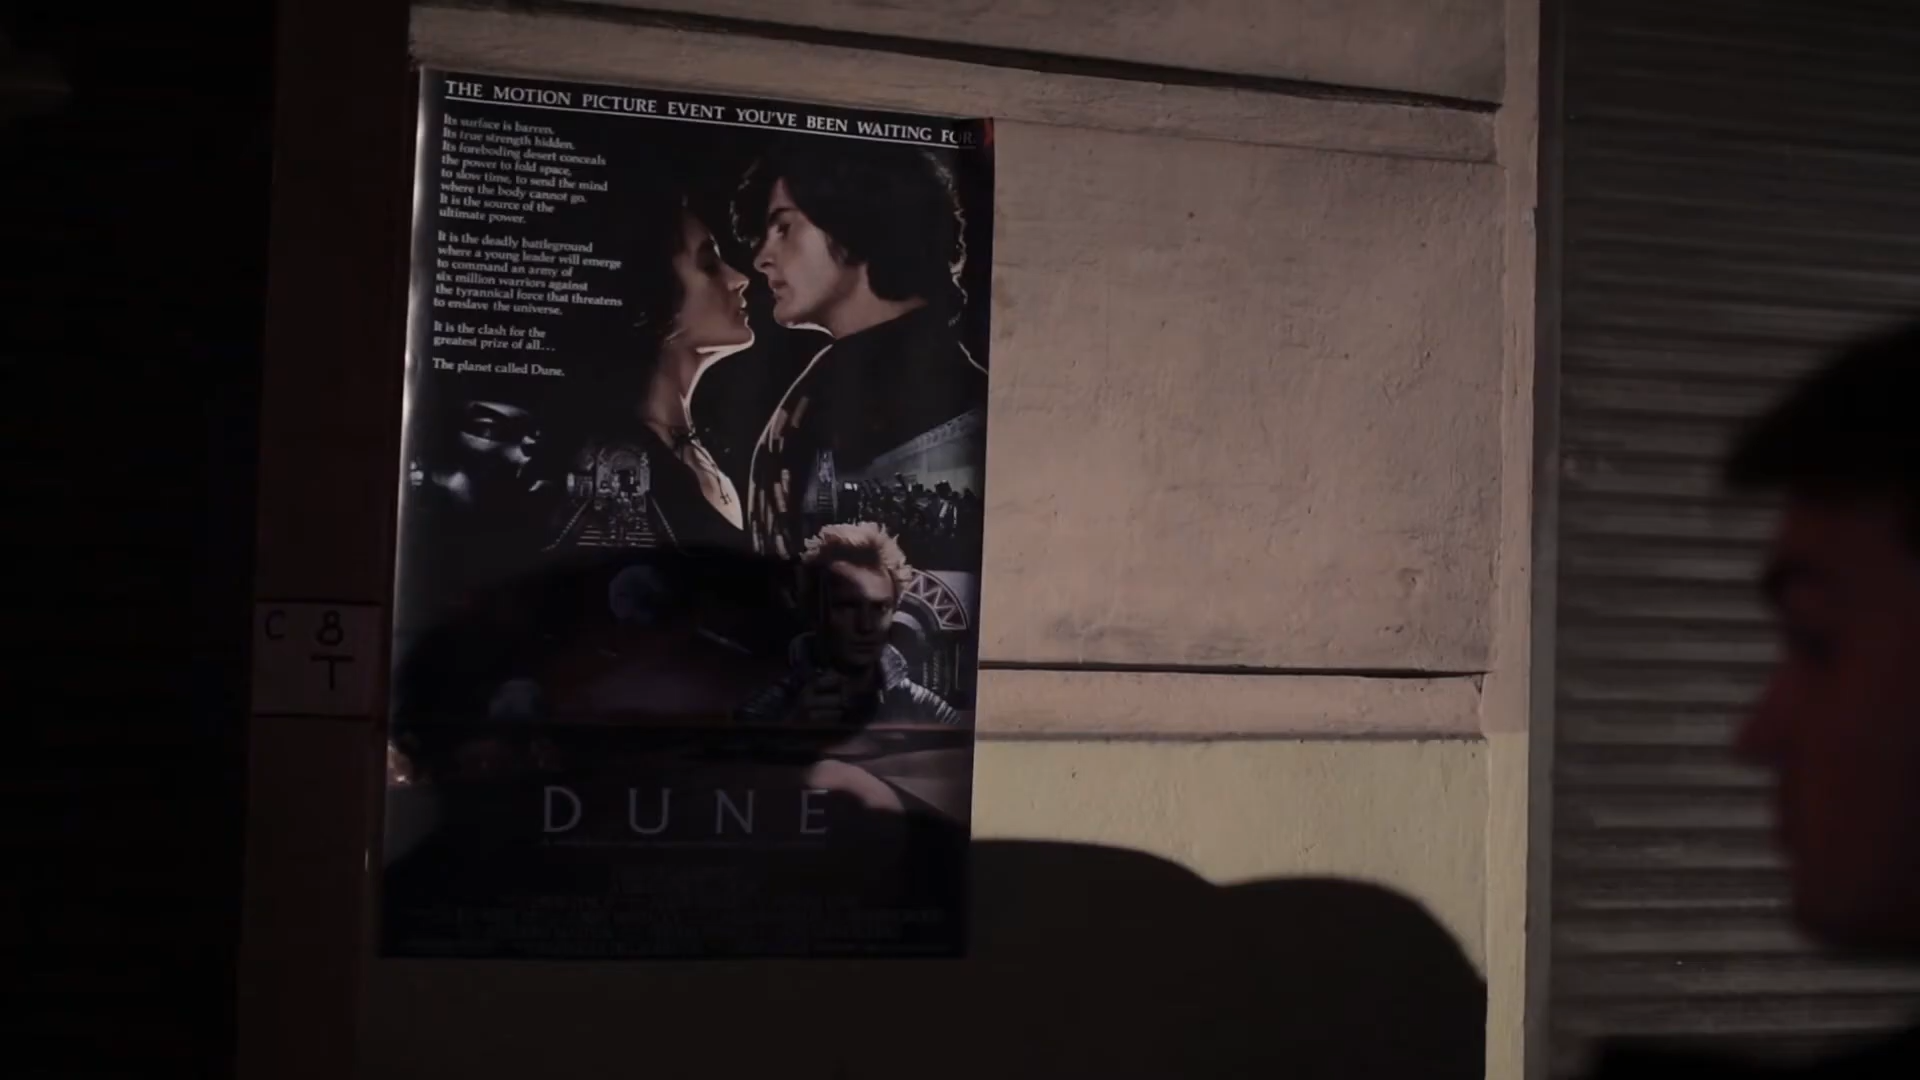 THE MOTION PICTURE EVENT YOU'VE BEEN WAITING FOR.
Its surface is barren.
Its true strength hidden.
Its foreboding desert conceals
the power to fold space,
to slow time, to send the mind
where the body cannot go.
It is the source of the
ultimate power.
It is the deadly battleground
where a young leader will emerge
to command an army of
six million warriors against
the tyrannical force that threatens
to enslave the universe.
It is the clash for the
greatest prize of all...
The planet called Dune.
C 8
T
DUNE